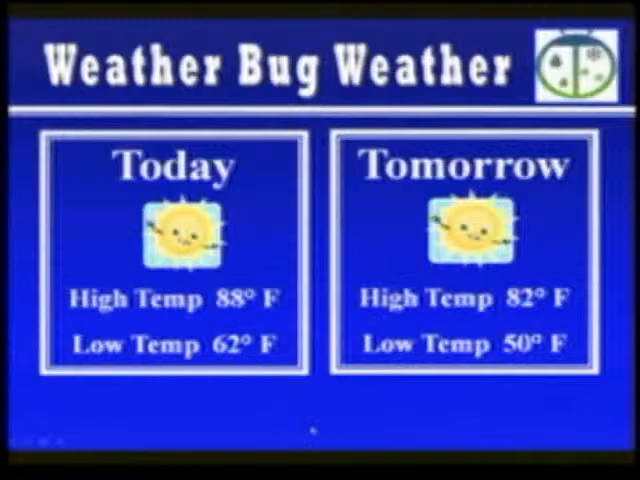 Weather Bug Weather
Today
High Temp 88° F
Low Temp 62° F
Tomorrow
High Temp 82° F
Low Temp 50° F